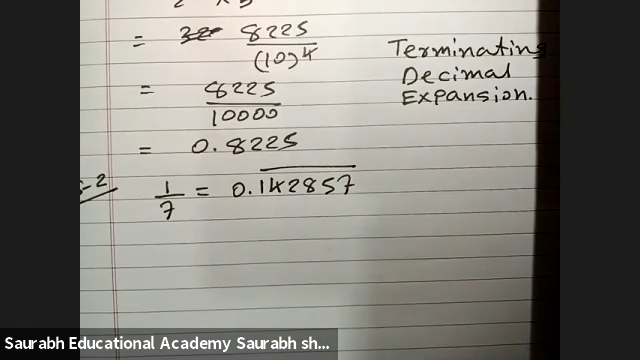 = 8225 / (10)^4
= 8225 / 10000
= 0.8225
Terminating
Decimal
Expansion.
-2 1/7 = 0.142857
Saurabh Educational Academy Saurabh sh...